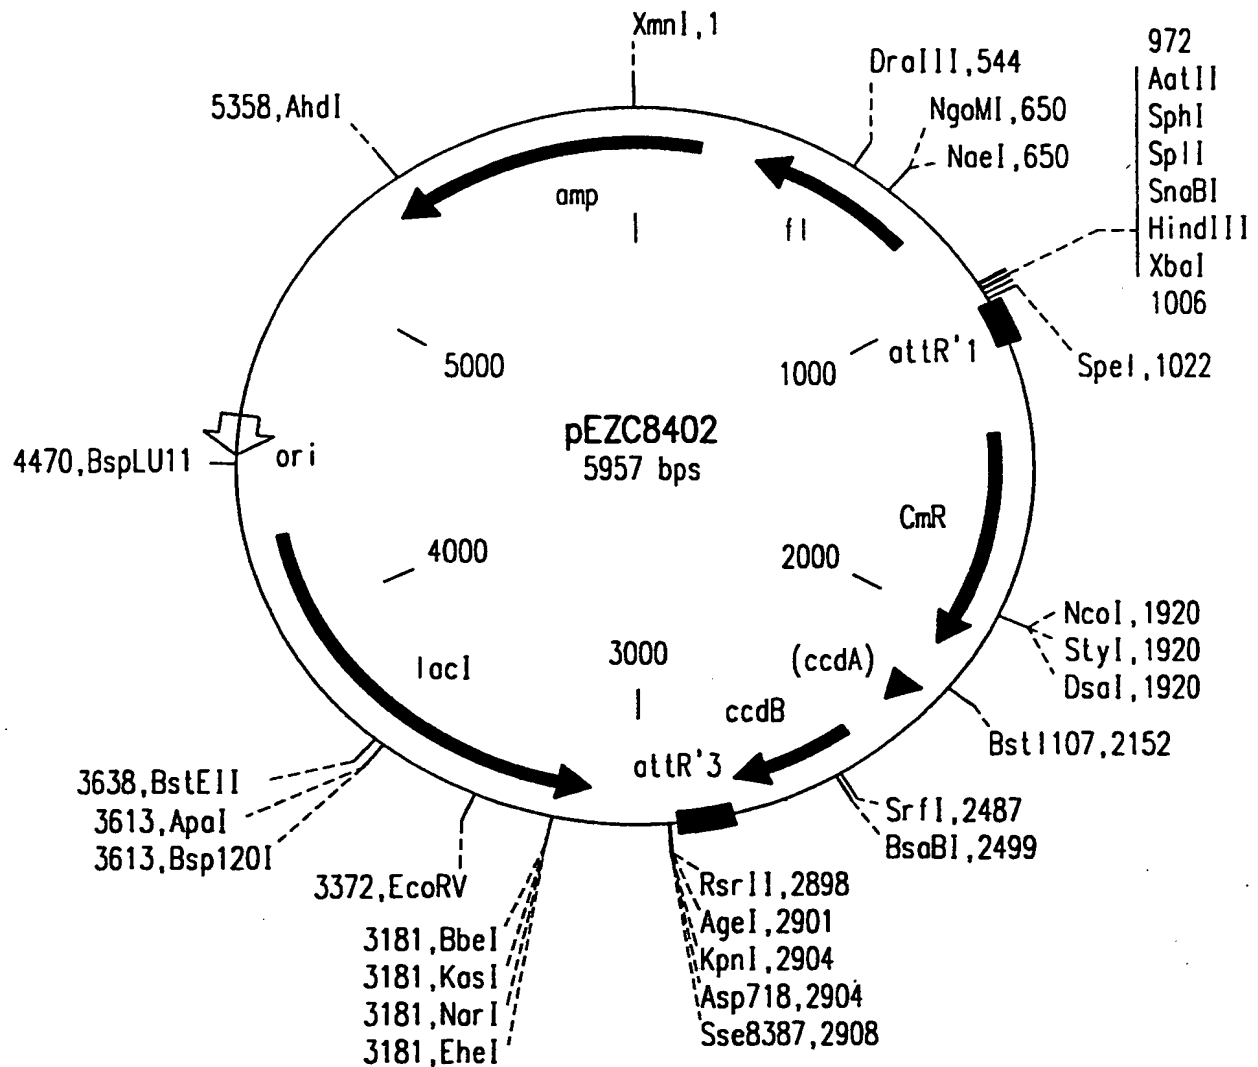 XmnI,1
DraIII,544
NgoMI,650
NaeI,650
972
AatII
SphI
SplI
SnaBI
HindIII
XbaI
1006
5358,AhdI
amp
fI
attR'1
SpeI,1022
5000
1000
pEZC8402
5957 bps
4470,BspLU11
ori
CmR
4000
2000
NcoI,1920
StyI,1920
DsaI,1920
lacI
3000
(ccdA)
ccdB
Bst1107,2152
attR'3
3638,BstEII
3613,ApaI
3613,Bsp120I
SrfI,2487
BsaBI,2499
3372,EcoRV
RsrII,2898
AgeI,2901
KpnI,2904
Asp718,2904
Sse8387,2908
3181,BbeI
3181,KasI
3181,NarI
3181,EheI